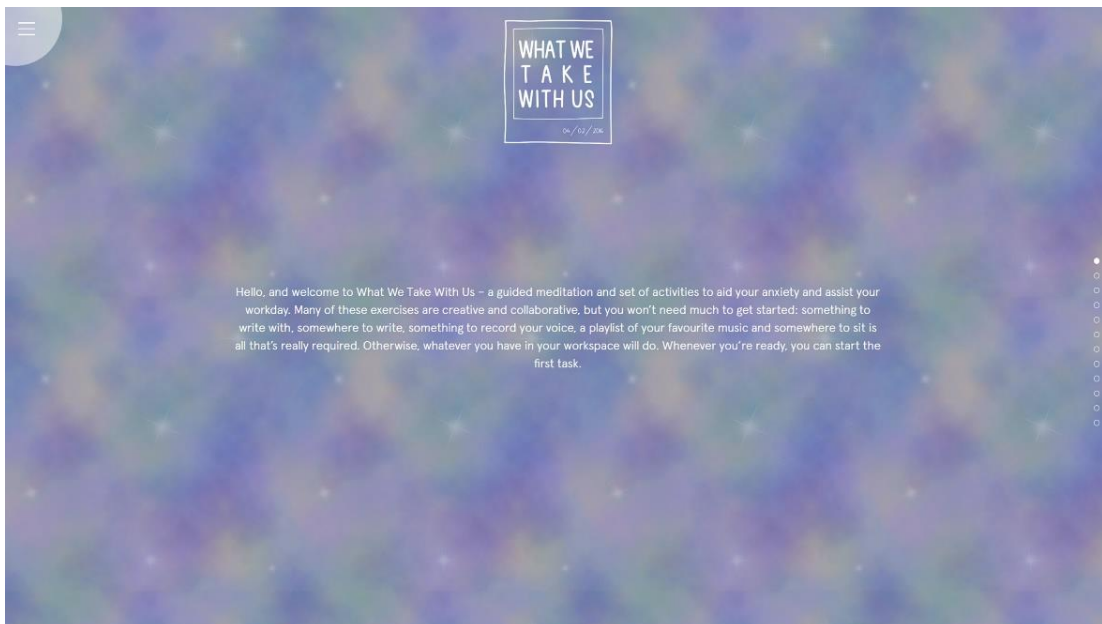 WHAT WE
TAKE
WITH US
04/02/206
Hello, and welcome to What We Take With Us – a guided meditation and set of activities to aid your anxiety and assist your
workday. Many of these exercises are creative and collaborative, but you won't need much to get started: something to
write with, somewhere to write, something to record your voice, a playlist of your favourite music and somewhere to sit is
all that's really required. Otherwise, whatever you have in your workspace will do. Whenever you're ready, you can start the
first task.